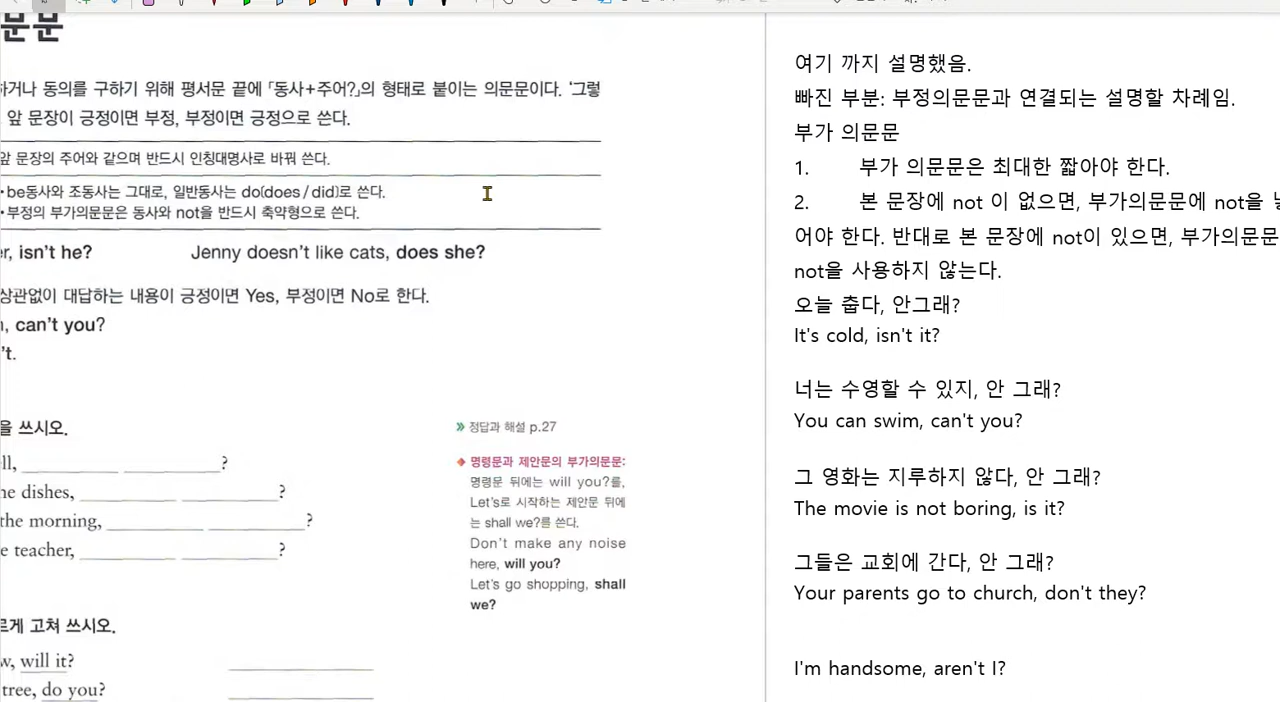 문문
하거나 동의를 구하기 위해 평서문 끝에 「동사+주어?」의 형태로 붙이는 의문문이다. ‘그렇
앞 문장이 긍정이면 부정, 부정이면 긍정으로 쓴다.
앞 문장의 주어와 같으며 반드시 인칭대명사로 바꿔 쓴다.
•be동사와 조동사는 그대로, 일반동사는 do(does / did)로 쓴다.
•부정의 부가의문문은 동사와 not을 반드시 축약형으로 쓴다.
r, isn’t he? Jenny doesn’t like cats, does she?
상관없이 대답하는 내용이 긍정이면 Yes, 부정이면 No로 한다.
, can’t you?
’t.
을 쓰시오.
» 정답과 해설 p.27
ll, ________ ________?
ne dishes, ________ ________?
the morning, ________ ________?
e teacher, ________ ________?
명령문과 제안문의 부가의문문:
명령문 뒤에는 will you?를,
Let’s로 시작하는 제안문 뒤에
는 shall we?를 쓴다.
Don’t make any noise
here, will you?
Let’s go shopping, shall
we?
르게 고쳐 쓰시오.
w, will it?
tree, do you?
여기 까지 설명했음.
빠진 부분: 부정의문문과 연결되는 설명할 차례임.
부가 의문문
1. 부가 의문문은 최대한 짧아야 한다.
2. 본 문장에 not 이 없으면, 부가의문문에 not을 넣
어야 한다. 반대로 본 문장에 not이 있으면, 부가의문문
not을 사용하지 않는다.
오늘 춥다, 안그래?
It's cold, isn't it?
너는 수영할 수 있지, 안 그래?
You can swim, can't you?
그 영화는 지루하지 않다, 안 그래?
The movie is not boring, is it?
그들은 교회에 간다, 안 그래?
Your parents go to church, don't they?
I'm handsome, aren't I?